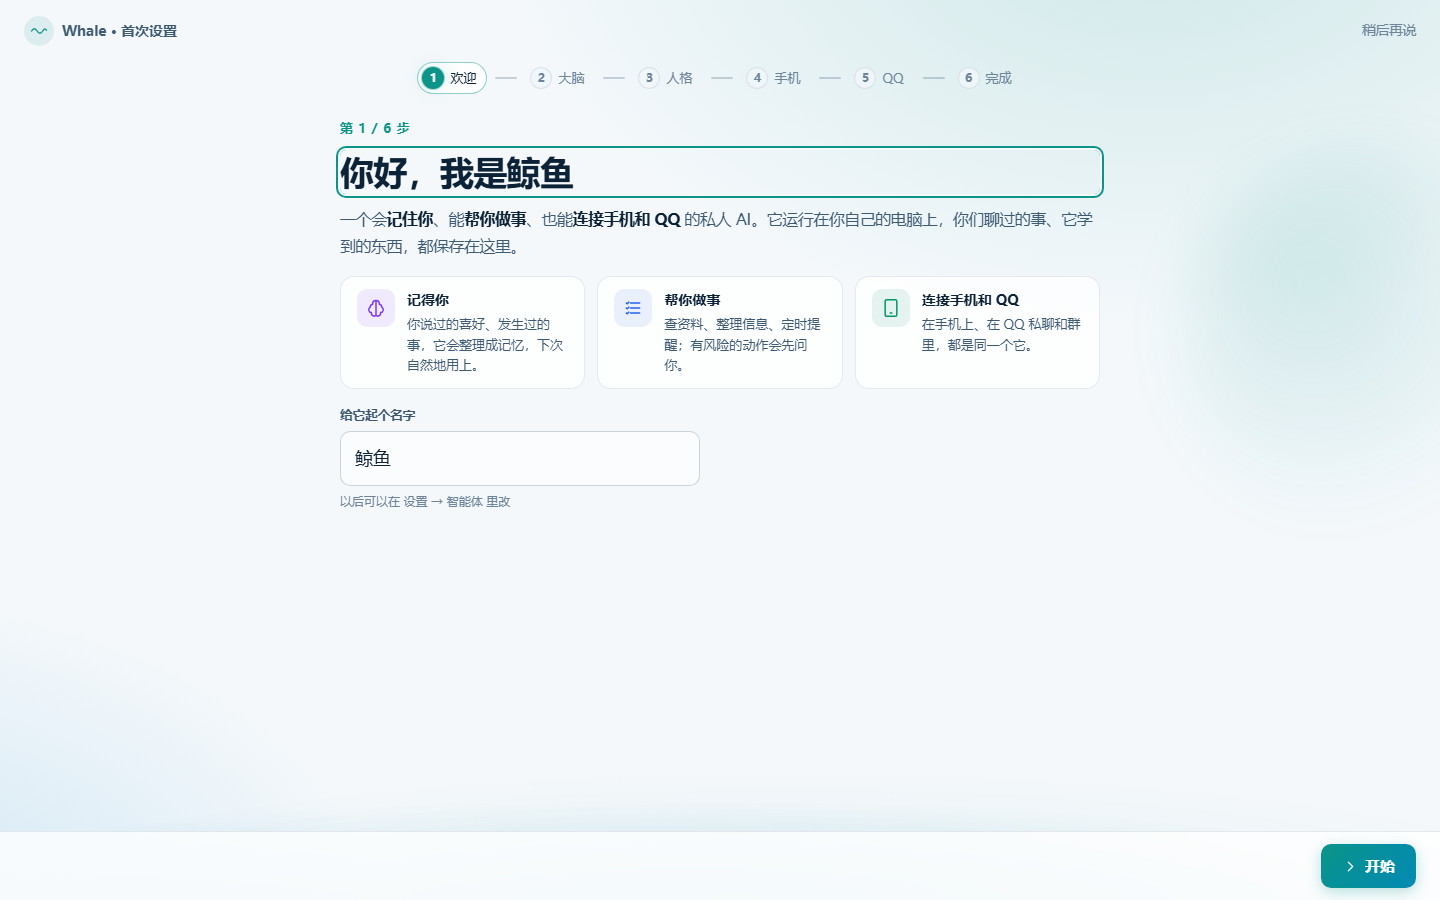 Whale • 首次设置
稍后再说
1 欢迎
2 大脑
3 人格
4 手机
5 QQ
6 完成
第 1 / 6 步
你好，我是鲸鱼
一个会记住你、能帮你做事、也能连接手机和 QQ 的私人 AI。它运行在你自己的电脑上，你们聊过的事、它学
到的东西，都保存在这里。
记得你
你说过的喜好、发生过的
事，它会整理成记忆，下次
自然地用上。
帮你做事
查资料、整理信息、定时提
醒；有风险的动作会先问
你。
连接手机和 QQ
在手机上、在 QQ 私聊和群
里，都是同一个它。
给它起个名字
鲸鱼
以后可以在 设置 → 智能体 里改
开始